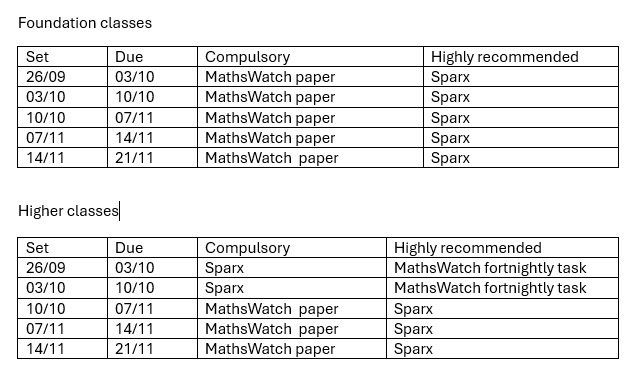 Foundation classes
Set Due Compulsory Highly recommended
26/09 03/10 MathsWatch paper Sparx
03/10 10/10 MathsWatch paper Sparx
10/10 07/11 MathsWatch paper Sparx
07/11 14/11 MathsWatch paper Sparx
14/11 21/11 MathsWatch  paper Sparx
Higher classes
Set Due Compulsory Highly recommended
26/09 03/10 Sparx MathsWatch fortnightly task
03/10 10/10 Sparx MathsWatch fortnightly task
10/10 07/11 MathsWatch  paper Sparx
07/11 14/11 MathsWatch  paper Sparx
14/11 21/11 MathsWatch paper Sparx